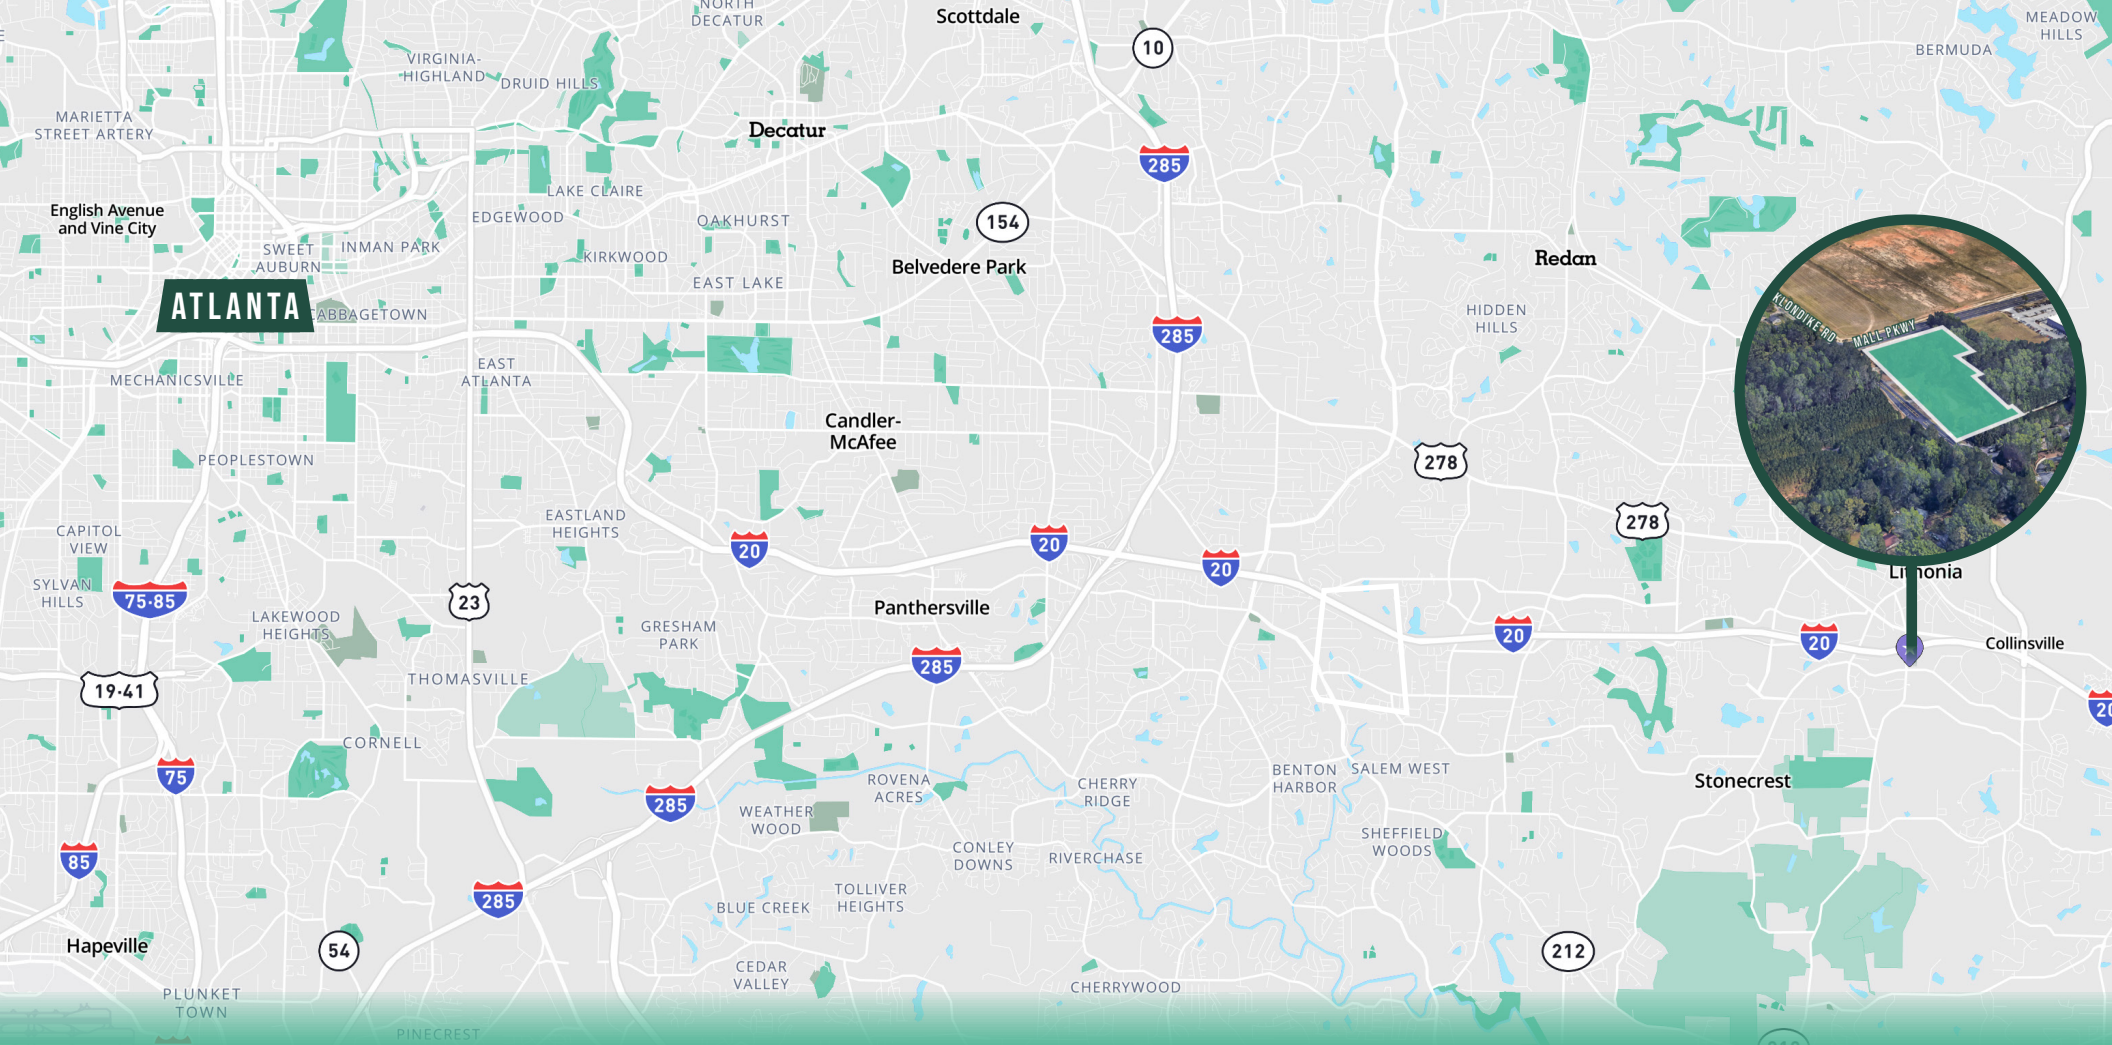 NORTH
DECATUR
Scottdale
10
MEADOW
HILLS
BERMUDA
VIRGINIA-
HIGHLAND
DRUID HILLS
MARIETTA
STREET ARTERY
Decatur
285
LAKE CLAIRE
English Avenue
and Vine City
EDGEWOOD
OAKHURST
154
SWEET
AUBURN
INMAN PARK
KIRKWOOD
Belvedere Park
Redan
EAST LAKE
ATLANTA
CABBAGETOWN
HIDDEN
HILLS
KLONDIKE RD
MALL PKWY
285
MECHANICSVILLE
EAST
ATLANTA
Candler-
McAfee
PEOPLESTOWN
278
278
CAPITOL
VIEW
EASTLAND
HEIGHTS
20
20
20
Lithonia
SYLVAN
HILLS
75-85
23
Panthersville
LAKEWOOD
HEIGHTS
GRESHAM
PARK
20
20
Collinsville
285
THOMASVILLE
19-41
20
CORNELL
75
ROVENA
ACRES
CHERRY
RIDGE
BENTON
HARBOR
SALEM WEST
Stonecrest
285
WEATHER
WOOD
SHEFFIELD
WOODS
85
CONLEY
DOWNS
RIVERCHASE
285
TOLLIVER
HEIGHTS
BLUE CREEK
Hapeville
54
212
CEDAR
VALLEY
CHERRYWOOD
PLUNKET
TOWN
PINECREST